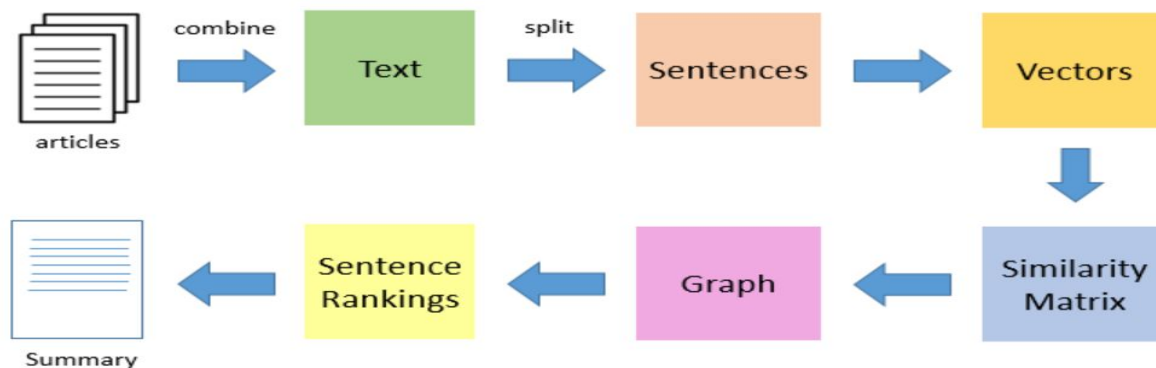 combine
split
Text
Sentences
Vectors
articles
Sentence
Rankings
Graph
Similarity
Matrix
Summary